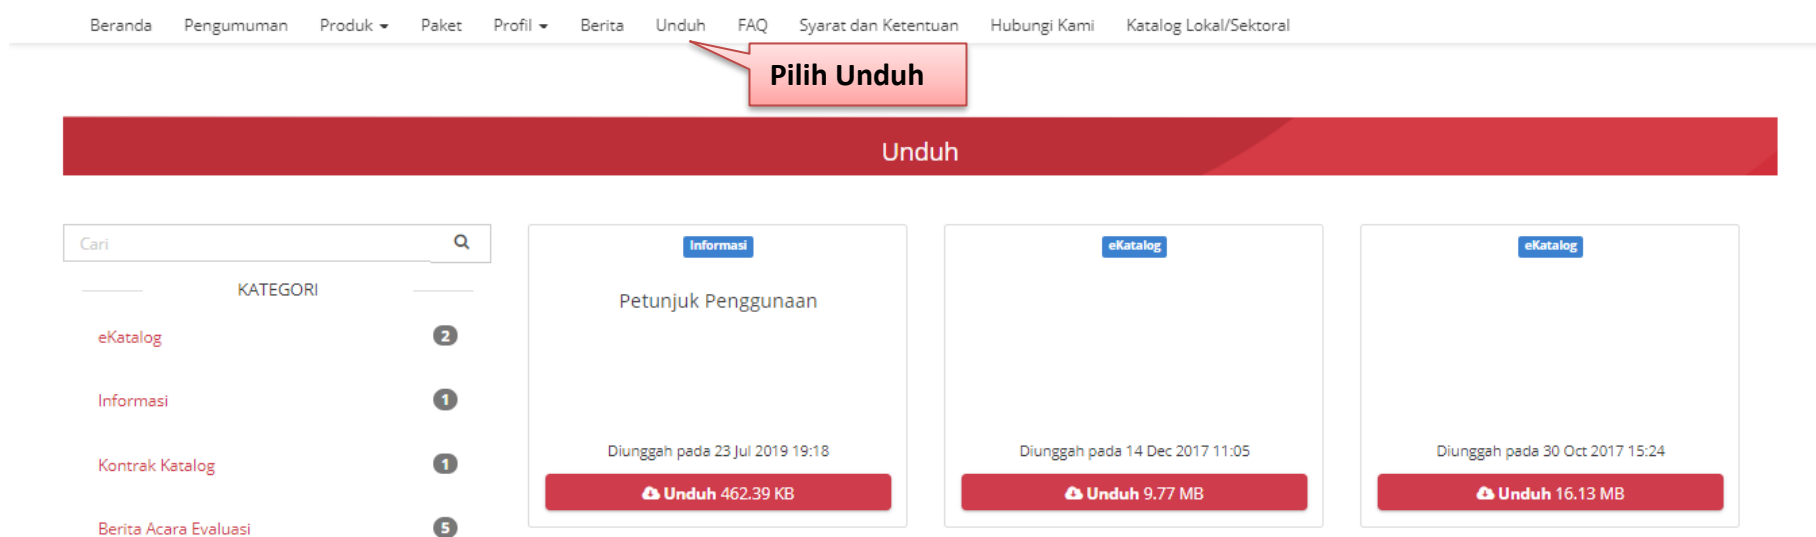 Beranda Pengumuman Produk Paket Profil Berita Unduh FAQ Syarat dan Ketentuan Hubungi Kami Katalog Lokal/Sektoral
Pilih Unduh
Unduh
Cari
KATEGORI
eKatalog 2
Informasi 1
Kontrak Katalog 1
Berita Acara Evaluasi 5
Informasi
Petunjuk Penggunaan
Diunggah pada 23 Jul 2019 19:18
Unduh 462.39 KB
eKatalog
Diunggah pada 14 Dec 2017 11:05
Unduh 9.77 MB
eKatalog
Diunggah pada 30 Oct 2017 15:24
Unduh 16.13 MB